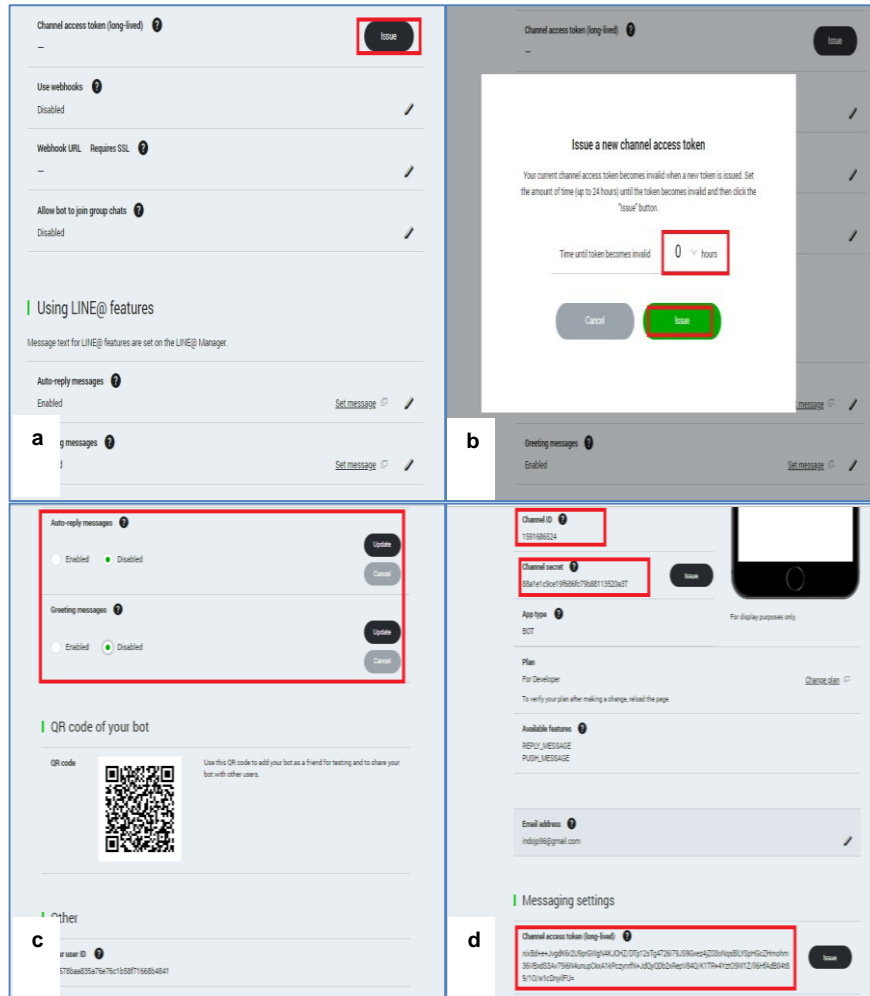 Channel access token (long-lived) ?
Issue
–
Use webhooks ?
Disabled
Webhook URL Requires SSL ?
–
Allow bot to join group chats ?
Disabled
Using LINE@ features
Message text for LINE@ features are set on the LINE@ Manager.
Auto-reply messages ?
Enabled Set message
a
g messages ?
Set message
Channel access token (long-lived) ?
Issue
–
Issue a new channel access token
Your current channel access token becomes invalid when a new token is issued. Set
the amount of time (up to 24 hours) until the token becomes invalid and then click the
"Issue" button.
Time until token becomes invalid 0 hours
Cancel Issue
message
b
Greeting messages ?
Enabled Set message
Auto-reply messages ?
Update
Enabled Disabled
Cancel
Greeting messages ?
Update
Enabled Disabled
Cancel
QR code of your bot
QR code Use this QR code to add your bot as a friend for testing and to share your
bot with other users.
Other
c
ur user ID ?
Channel ID ?
1591686524
Channel secret ?
Issue
App type ?
BOT
For display purposes only.
Plan
For Developer Change plan
To verify your plan after making a change, reload the page.
Available features ?
REPLY_MESSAGE
PUSH_MESSAGE
Email address ?
indojp96@gmail.com
Messaging settings
d
Channel access token (long-lived) ?
Issue